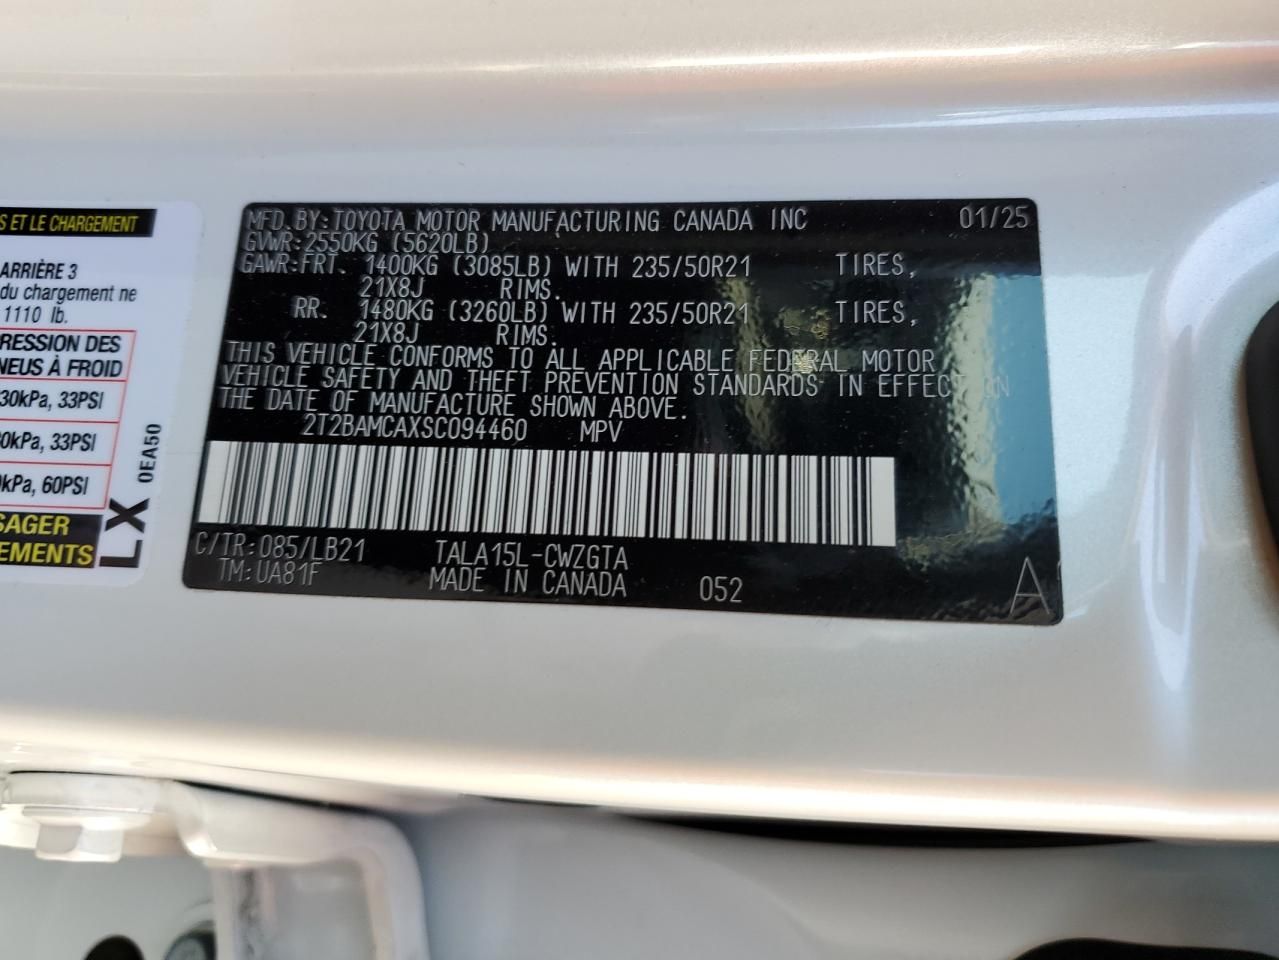 S ET LE CHARGEMENT
ARRIÈRE 3
du chargement ne
1110 lb.
RESSION DES
NEUS À FROID
30kPa, 33PSI
0kPa, 33PSI
kPa, 60PSI
SAGER
EMENTS
LX
0EA50
MFD.BY:TOYOTA MOTOR MANUFACTURING CANADA INC 01/25
GVWR:2550KG (5620LB)
GAWR:FRT. 1400KG (3085LB) WITH 235/50R21 TIRES,
21X8J RIMS.
RR. 1480KG (3260LB) WITH 235/50R21 TIRES,
21X8J RIMS.
THIS VEHICLE CONFORMS TO ALL APPLICABLE FEDERAL MOTOR
VEHICLE SAFETY AND THEFT PREVENTION STANDARDS IN EFFECT ON
THE DATE OF MANUFACTURE SHOWN ABOVE.
2T2BAMCAXSC094460 MPV
C/TR:085/LB21 TALA15L-CWZGTA
TM:UA81F MADE IN CANADA 052
A